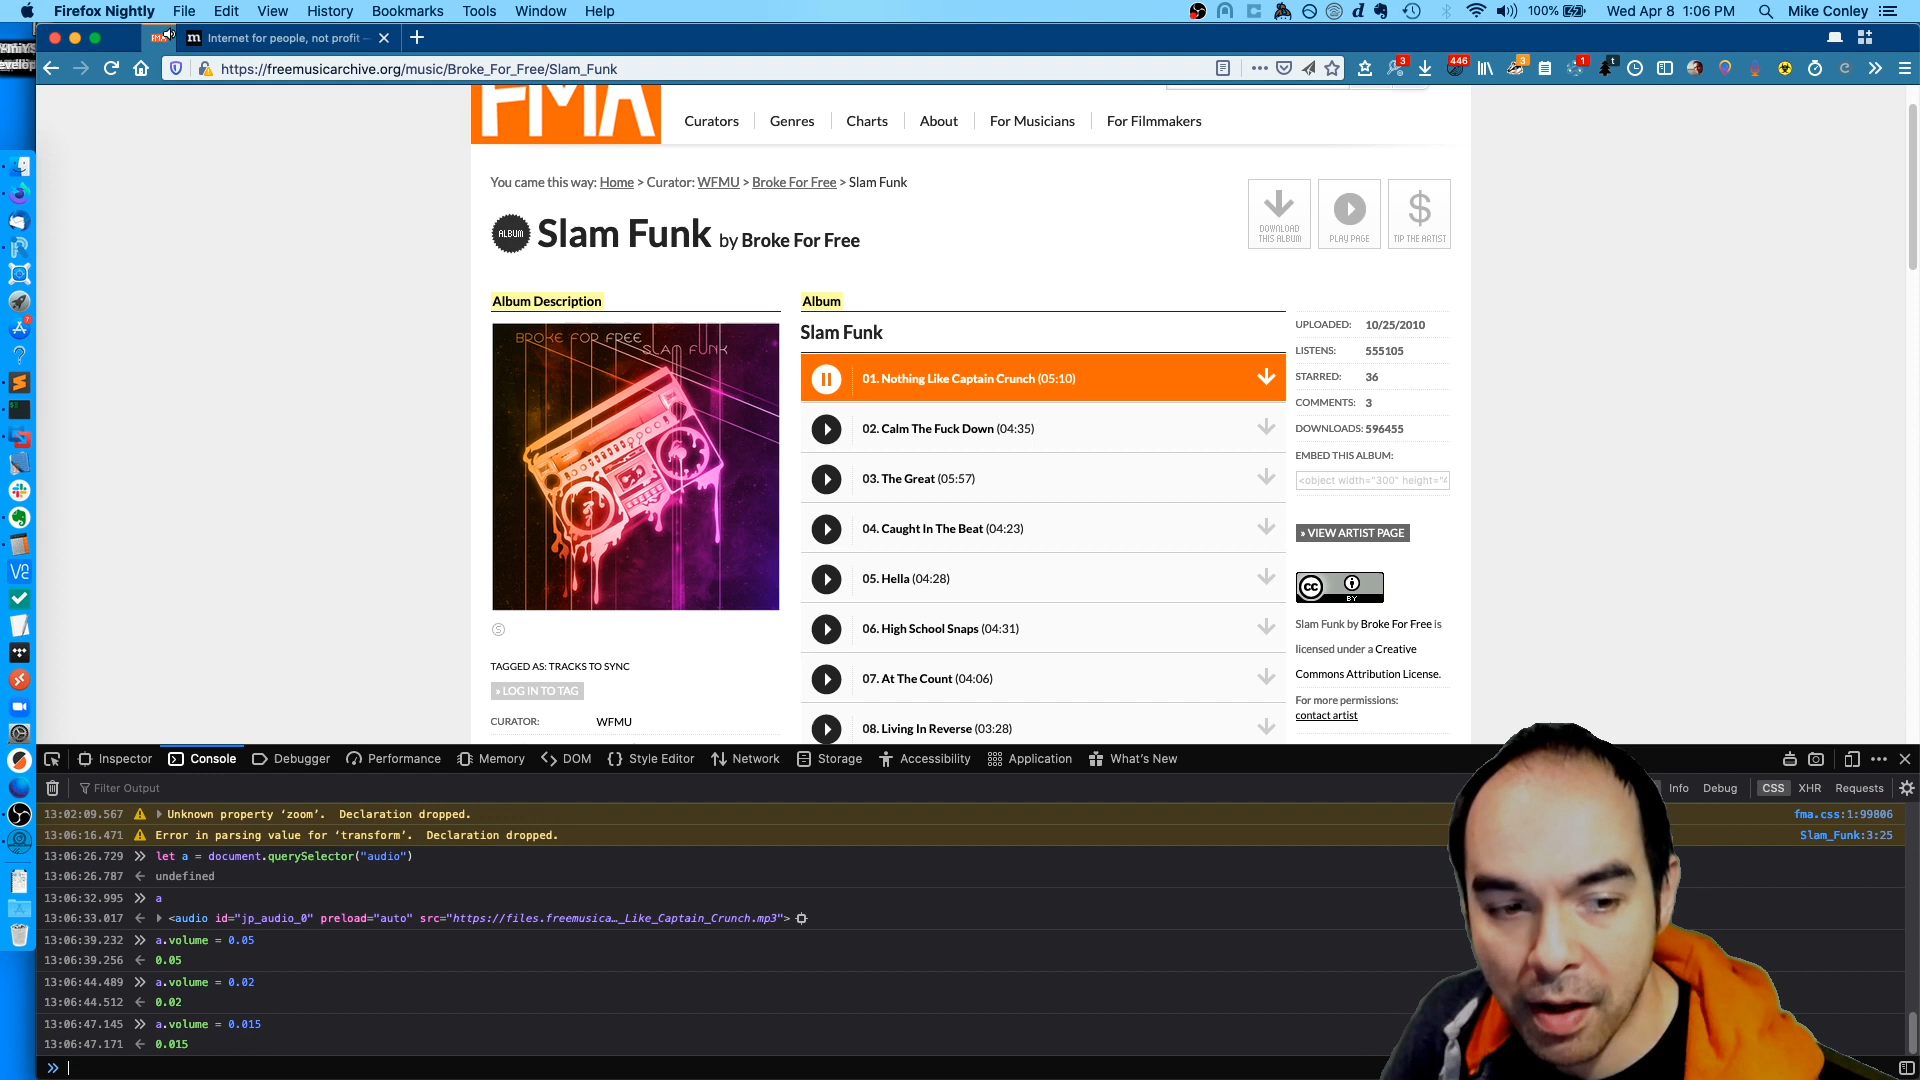 Firefox Nightly File Edit View History Bookmarks Tools Window Help 100% Wed Apr 8 1:06 PM Mike Conley
FMA m Internet for people, not profit –
https://freemusicarchive.org/music/Broke_For_Free/Slam_Funk 3 446 3 1
FMA
Curators Genres Charts About For Musicians For Filmmakers
You came this way: Home > Curator: WFMU > Broke For Free > Slam Funk
ALBUM Slam Funk by Broke For Free
DOWNLOAD THIS ALBUM
PLAY PAGE
TIP THE ARTIST
Album Description
BROKE FOR FREE
SLAM FUNK
TAGGED AS: TRACKS TO SYNC
» LOG IN TO TAG
CURATOR: WFMU
Album
Slam Funk
01. Nothing Like Captain Crunch (05:10)
02. Calm The Fuck Down (04:35)
03. The Great (05:57)
04. Caught In The Beat (04:23)
05. Hella (04:28)
06. High School Snaps (04:31)
07. At The Count (04:06)
08. Living In Reverse (03:28)
UPLOADED: 10/25/2010
LISTENS: 555105
STARRED: 36
COMMENTS: 3
DOWNLOADS: 596455
EMBED THIS ALBUM:
<object width="300" height="4
» VIEW ARTIST PAGE
CC BY
Slam Funk by Broke For Free is
licensed under a Creative
Commons Attribution License.
For more permissions:
contact artist
Inspector Console Debugger Performance Memory DOM Style Editor Network Storage Accessibility Application What's New
Filter Output Info Debug CSS XHR Requests
13:02:09.567 Unknown property ‘zoom’. Declaration dropped. fma.css:1:99806
13:06:16.471 Error in parsing value for ‘transform’. Declaration dropped. Slam_Funk:3:25
13:06:26.729 let a = document.querySelector("audio")
13:06:26.787 undefined
13:06:32.995 a
13:06:33.017 <audio id="jp_audio_0" preload="auto" src="https://files.freemusica…_Like_Captain_Crunch.mp3">
13:06:39.232 a.volume = 0.05
13:06:39.256 0.05
13:06:44.489 a.volume = 0.02
13:06:44.512 0.02
13:06:47.145 a.volume = 0.015
13:06:47.171 0.015